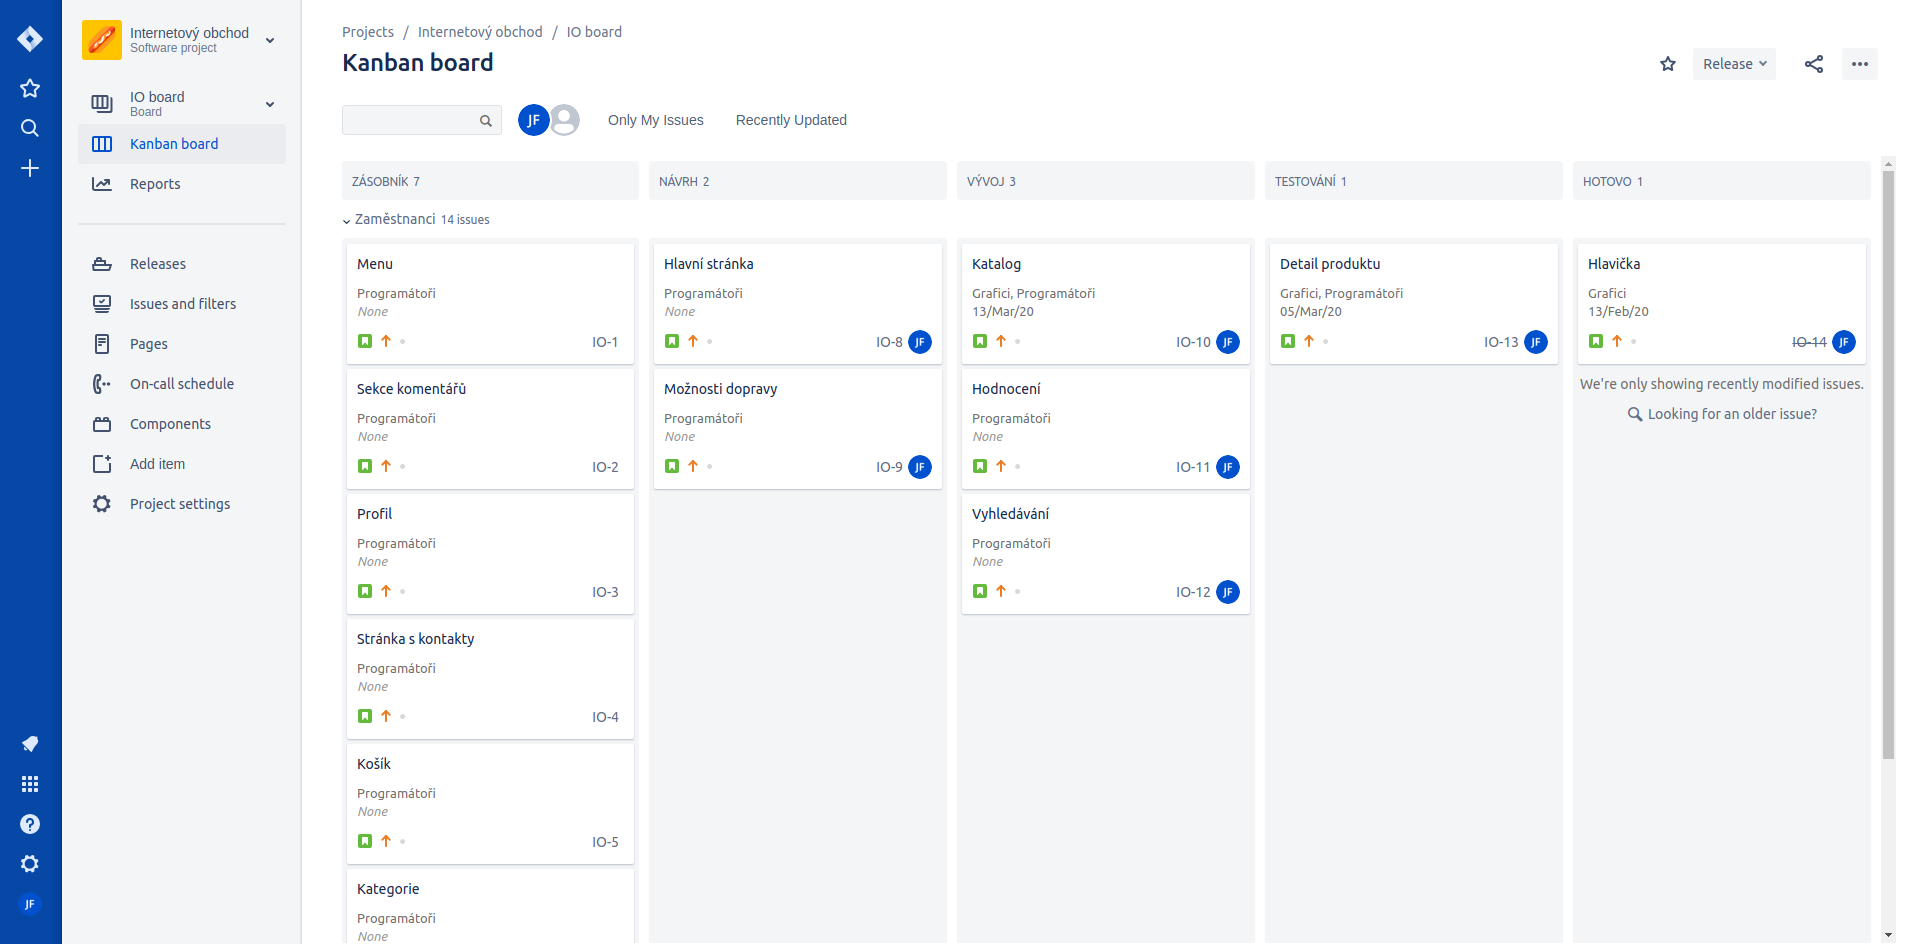 Internetový obchod
Software project
IO board
Board
Kanban board
Reports
Releases
Issues and filters
Pages
On-call schedule
Components
Add item
Project settings
JF
Projects / Internetový obchod / IO board
Kanban board
Release
JF
Only My Issues
Recently Updated
ZÁSOBNÍK 7
NÁVRH 2
VÝVOJ 3
TESTOVÁNÍ 1
HOTOVO 1
Zaměstnanci 14 issues
Menu
Programátoři
None
IO-1
Sekce komentářů
Programátoři
None
IO-2
Profil
Programátoři
None
IO-3
Stránka s kontakty
Programátoři
None
IO-4
Košík
Programátoři
None
IO-5
Kategorie
Programátoři
None
Hlavní stránka
Programátoři
None
IO-8 JF
Možnosti dopravy
Programátoři
None
IO-9 JF
Katalog
Grafici, Programátoři
13/Mar/20
IO-10 JF
Hodnocení
Programátoři
None
IO-11 JF
Vyhledávání
Programátoři
None
IO-12 JF
Detail produktu
Grafici, Programátoři
05/Mar/20
IO-13 JF
Hlavička
Grafici
13/Feb/20
IO-14 JF
We're only showing recently modified issues.
Looking for an older issue?